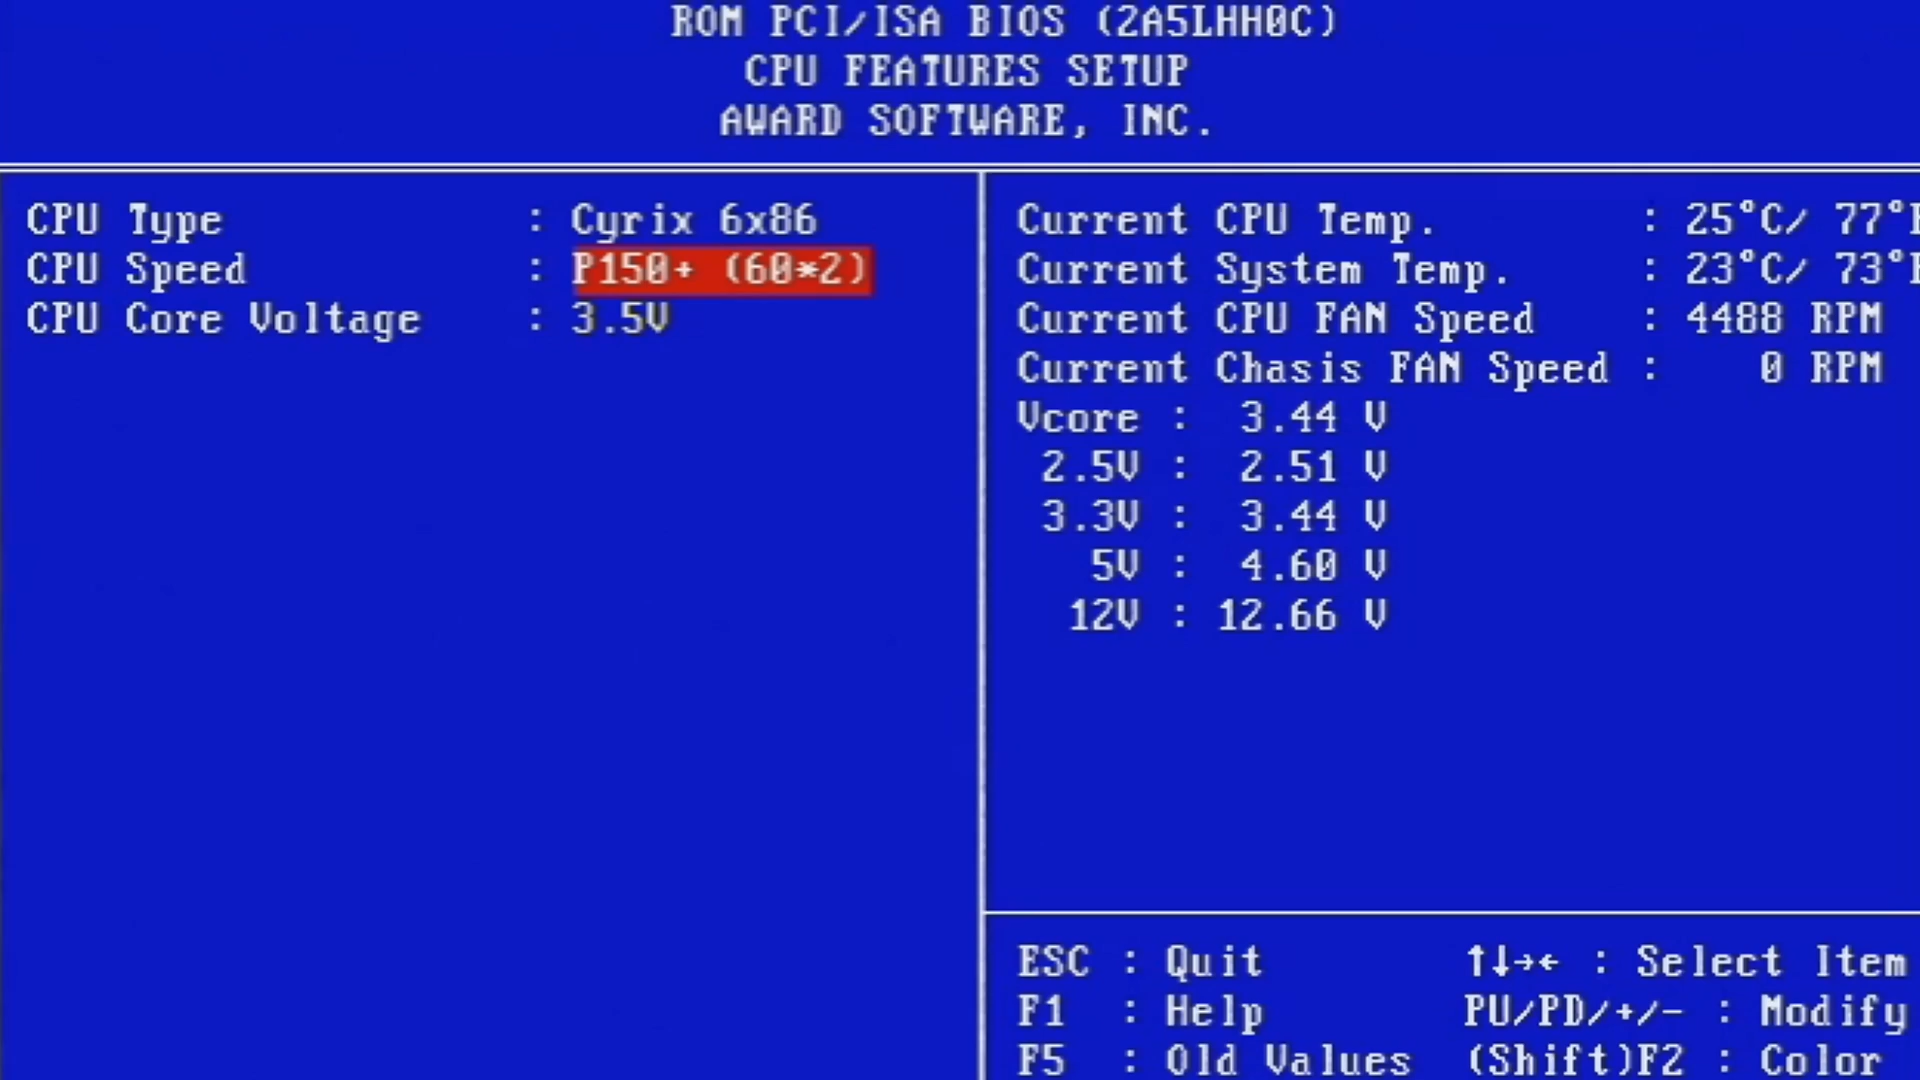 ROM PCI/ISA BIOS (2A5LHH0C)
CPU FEATURES SETUP
AWARD SOFTWARE, INC.
CPU Type : Cyrix 6x86
CPU Speed : P150+ (60*2)
CPU Core Voltage : 3.5V
Current CPU Temp. : 25°C/ 77°F
Current System Temp. : 23°C/ 73°F
Current CPU FAN Speed : 4488 RPM
Current Chasis FAN Speed : 0 RPM
Vcore : 3.44 V
2.5V : 2.51 V
3.3V : 3.44 V
5V : 4.60 V
12V : 12.66 V
ESC : Quit ↑↓→← : Select Item
F1 : Help PU/PD/+/- : Modify
F5 : Old Values (Shift)F2 : Color